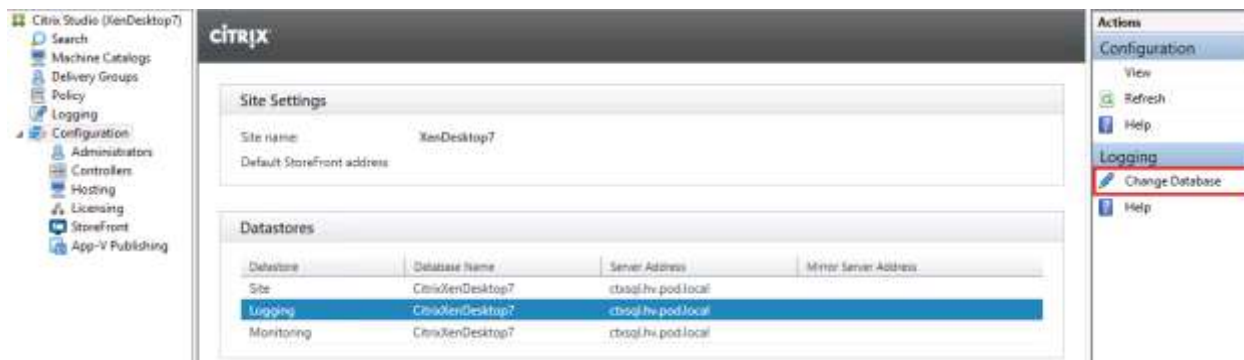 Citrix Studio (XenDesktop7)
Search
Machine Catalogs
Delivery Groups
Policy
Logging
Configuration
Administrators
Controllers
Hosting
Licensing
StoreFront
App-V Publishing
CİTRIX
Site Settings
Site name: XenDesktop7
Default StoreFront address
Datastores
Datastore Database Name Server Address Mirror Server Address
Site CitrixXenDesktop7 ctxsql.hv.pod.local
Logging CitrixXenDesktop7 ctxsql.hv.pod.local
Monitoring CitrixXenDesktop7 ctxsql.hv.pod.local
Actions
Configuration
View
Refresh
Help
Logging
Change Database
Help